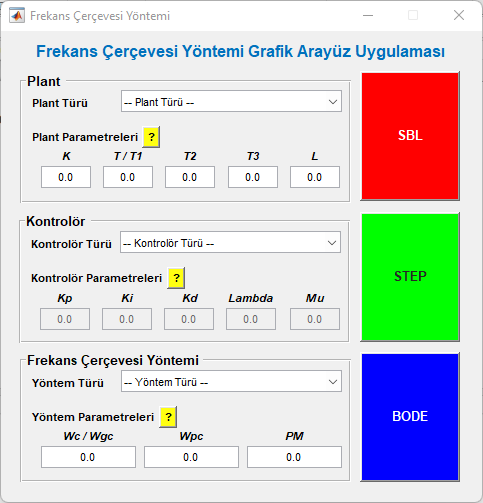 Frekans Çerçevesi Yöntemi
Frekans Çerçevesi Yöntemi Grafik Arayüz Uygulaması
Plant
Plant Türü -- Plant Türü --
Plant Parametreleri ?
K T / T1 T2 T3 L
0.0 0.0 0.0 0.0 0.0
SBL
Kontrolör
Kontrolör Türü -- Kontrolör Türü --
Kontrolör Parametreleri ?
Kp Ki Kd Lambda Mu
0.0 0.0 0.0 0.0 0.0
STEP
Frekans Çerçevesi Yöntemi
Yöntem Türü -- Yöntem Türü --
Yöntem Parametreleri ?
Wc / Wgc Wpc PM
0.0 0.0 0.0
BODE